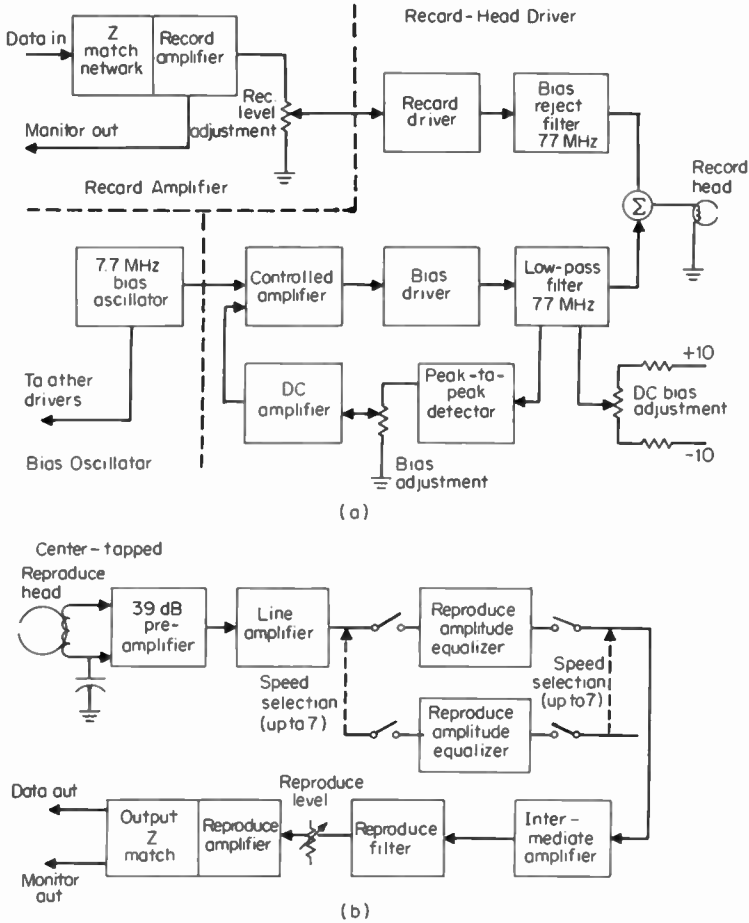 Record-Head Driver
Data in
Z
match
network
Record
amplifier
Monitor out
Rec.
level
adjustment
Record Amplifier
Record
driver
Bias
reject
filter
77 MHz
Record
head
Σ
7.7 MHz
bias
oscillator
Controlled
amplifier
Bias
driver
Low-pass
filter
77 MHz
To other
drivers
DC
amplifier
Peak-to-
peak
detector
+10
DC bias
adjustment
-10
Bias
adjustment
Bias Oscillator
(a)
Center-tapped
Reproduce
head
39 dB
pre-
amplifier
Line
amplifier
Reproduce
amplitude
equalizer
Speed
selection
(up to 7)
Speed
selection
(up to 7)
Reproduce
amplitude
equalizer
Data out
Monitor
out
Output
Z
match
Reproduce
amplifier
Reproduce
level
Reproduce
filter
Inter-
mediate
amplifier
(b)